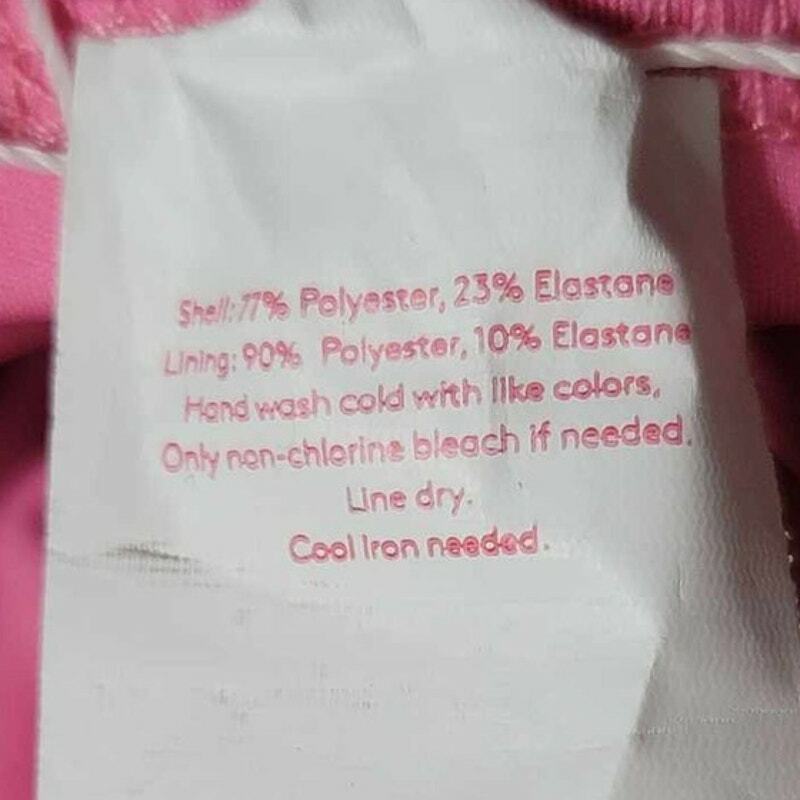 Shell:77% Polyester, 23% Elastane
Lining: 90% Polyester, 10% Elastane
Hand wash cold with like colors,
Only non-chlorine bleach if needed.
Line dry.
Cool Iron needed.